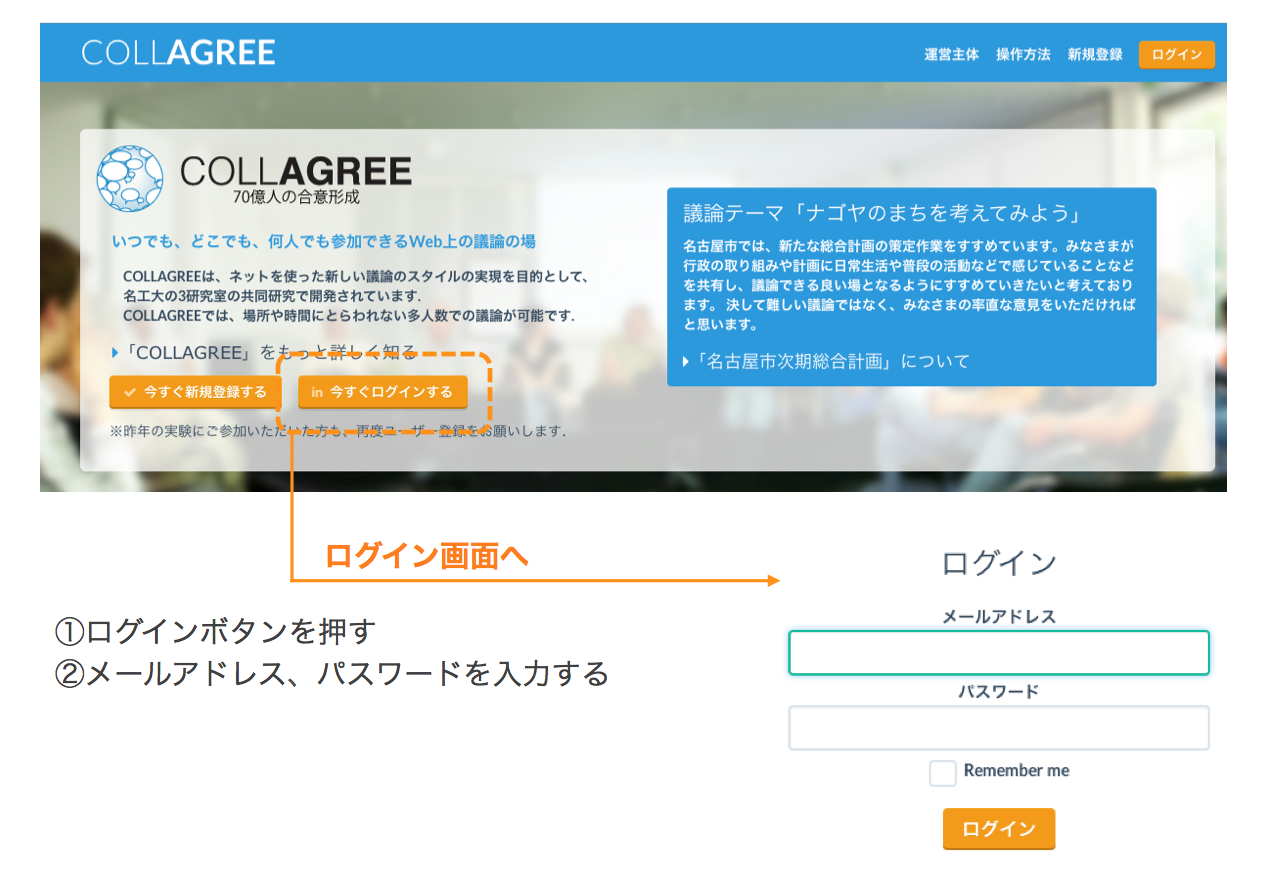 COLLAGREE
運営主体 操作方法 新規登録 ログイン
COLLAGREE
70億人の合意形成
いつでも、どこでも、何人でも参加できるWeb上の議論の場
COLLAGREEは、ネットを使った新しい議論のスタイルの実現を目的として、
名工大の3研究室の共同研究で開発されています.
COLLAGREEでは、場所や時間にとらわれない多人数での議論が可能です.
「COLLAGREE」をもっと詳しく知る
今すぐ新規登録する
in 今すぐログインする
※昨年の実験にご参加いただいた方も、再度ユーザー登録をお願いします.
議論テーマ「ナゴヤのまちを考えてみよう」
名古屋市では、新たな総合計画の策定作業をすすめています。みなさまが
行政の取り組みや計画に日常生活や普段の活動などで感じていることなど
を共有し、議論できる良い場となるようにすすめていきたいと考えており
ます。 決して難しい議論ではなく、みなさまの率直な意見をいただければ
と思います。
「名古屋市次期総合計画」について
ログイン画面へ
①ログインボタンを押す
②メールアドレス、パスワードを入力する
ログイン
メールアドレス
パスワード
Remember me
ログイン